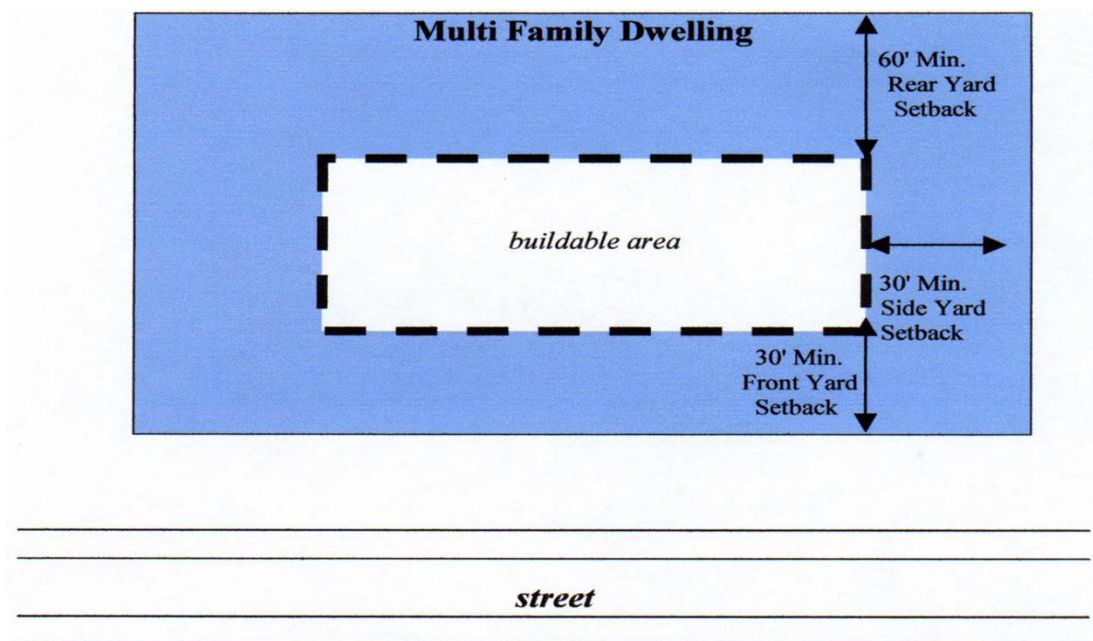 Multi Family Dwelling
60' Min.
Rear Yard
Setback
buildable area
30' Min.
Side Yard
Setback
30' Min.
Front Yard
Setback
street